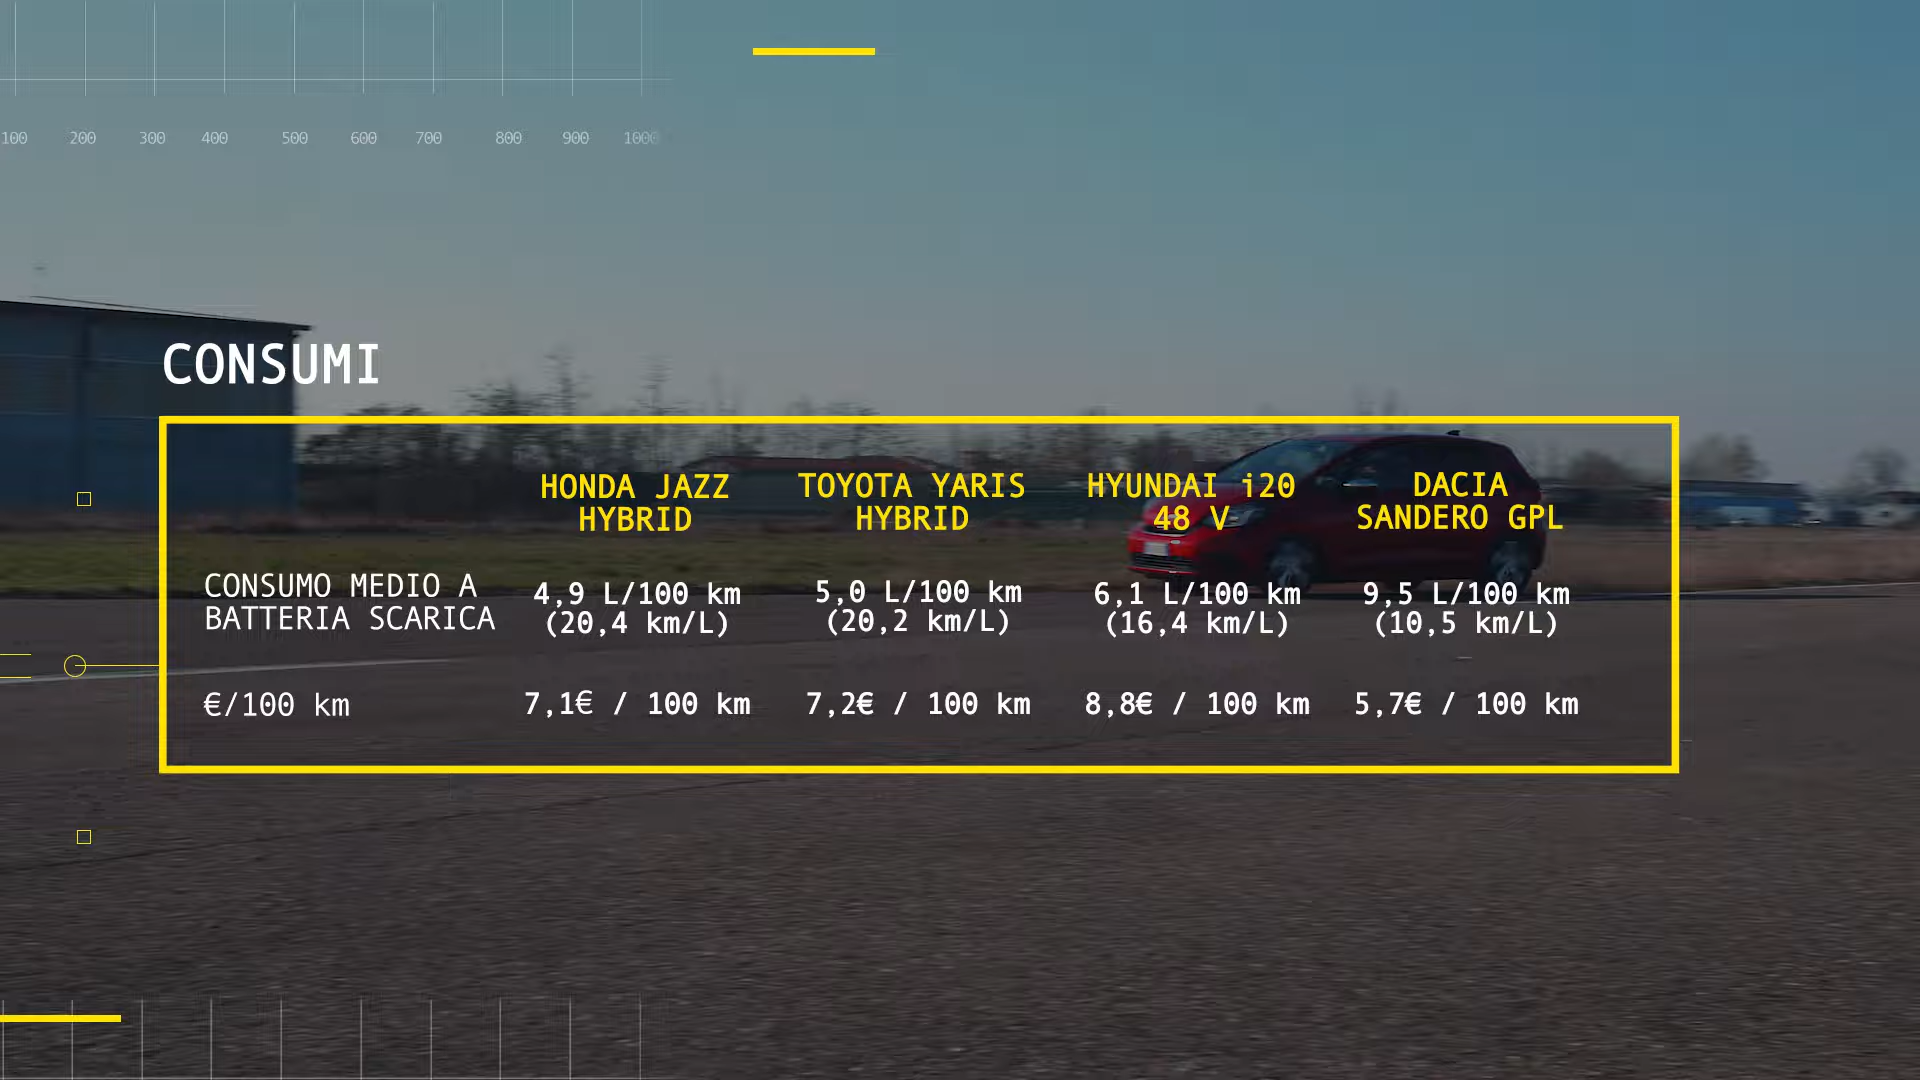 100 200 300 400 500 600 700 800 900 1000
CONSUMI
HONDA JAZZ TOYOTA YARIS HYUNDAI i20 DACIA
HYBRID HYBRID 48 V SANDERO GPL
CONSUMO MEDIO A 4,9 L/100 km 5,0 L/100 km 6,1 L/100 km 9,5 L/100 km
BATTERIA SCARICA (20,4 km/L) (20,2 km/L) (16,4 km/L) (10,5 km/L)
€/100 km 7,1€ / 100 km 7,2€ / 100 km 8,8€ / 100 km 5,7€ / 100 km